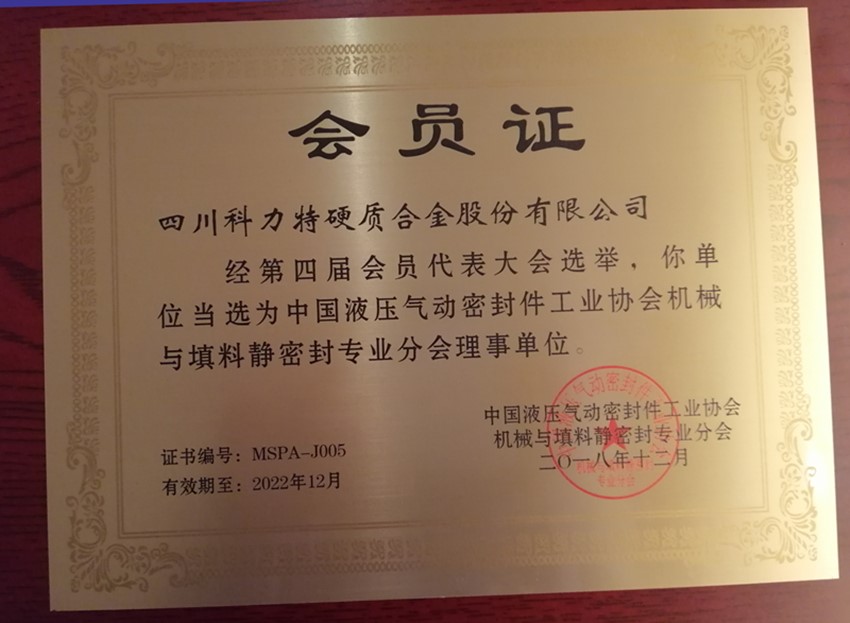 会员证
四川科力特硬质合金股份有限公司
经第四届会员代表大会选举，你单
位当选为中国液压气动密封件工业协会机械
与填料静密封专业分会理事单位。
中国液压气动密封件工业协会
机械与填料静密封专业分会
二〇一八年十二月
证书编号：MSPA-J005
有效期至：2022年12月